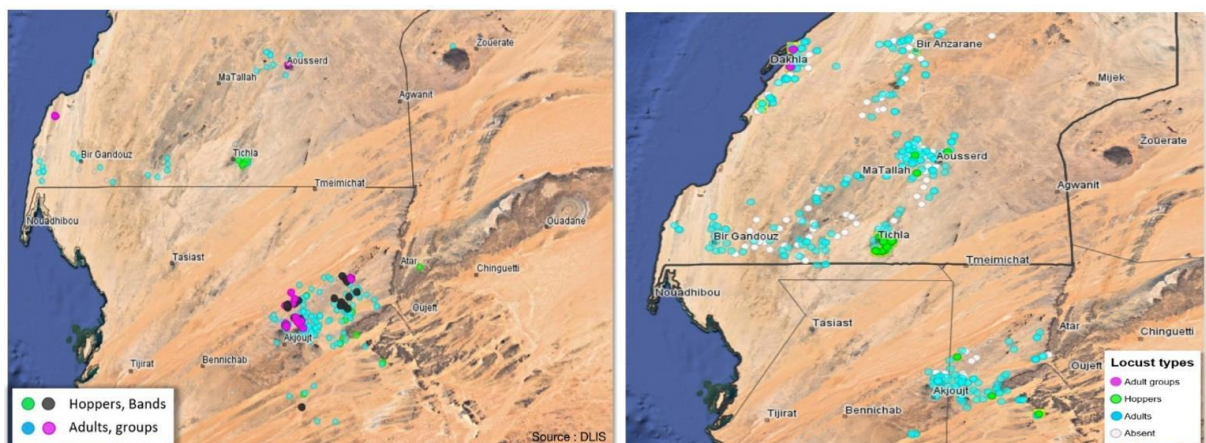 Zouerate
Aousserd
MaTallah
Agwanit
Bir Gandouz
Tichla
Tmeimichat
Nouadhibou
Ouadane
Tasiast
Atar
Chinguetti
Oujeft
Akjoujt
Tijirat
Bennichab
Hoppers, Bands
Adults, groups
Source : DLIS
Bir Anzarane
Dakhla
Mijek
Zouerate
Aousserd
MaTallah
Agwanit
Tichla
Bir Gandouz
Tmeimichat
Nouadhibou
Tasiast
Atar
Chinguetti
Oujeft
Akjoujt
Bennichab
Tijirat
Locust types
Adult groups
Hoppers
Adults
Absent